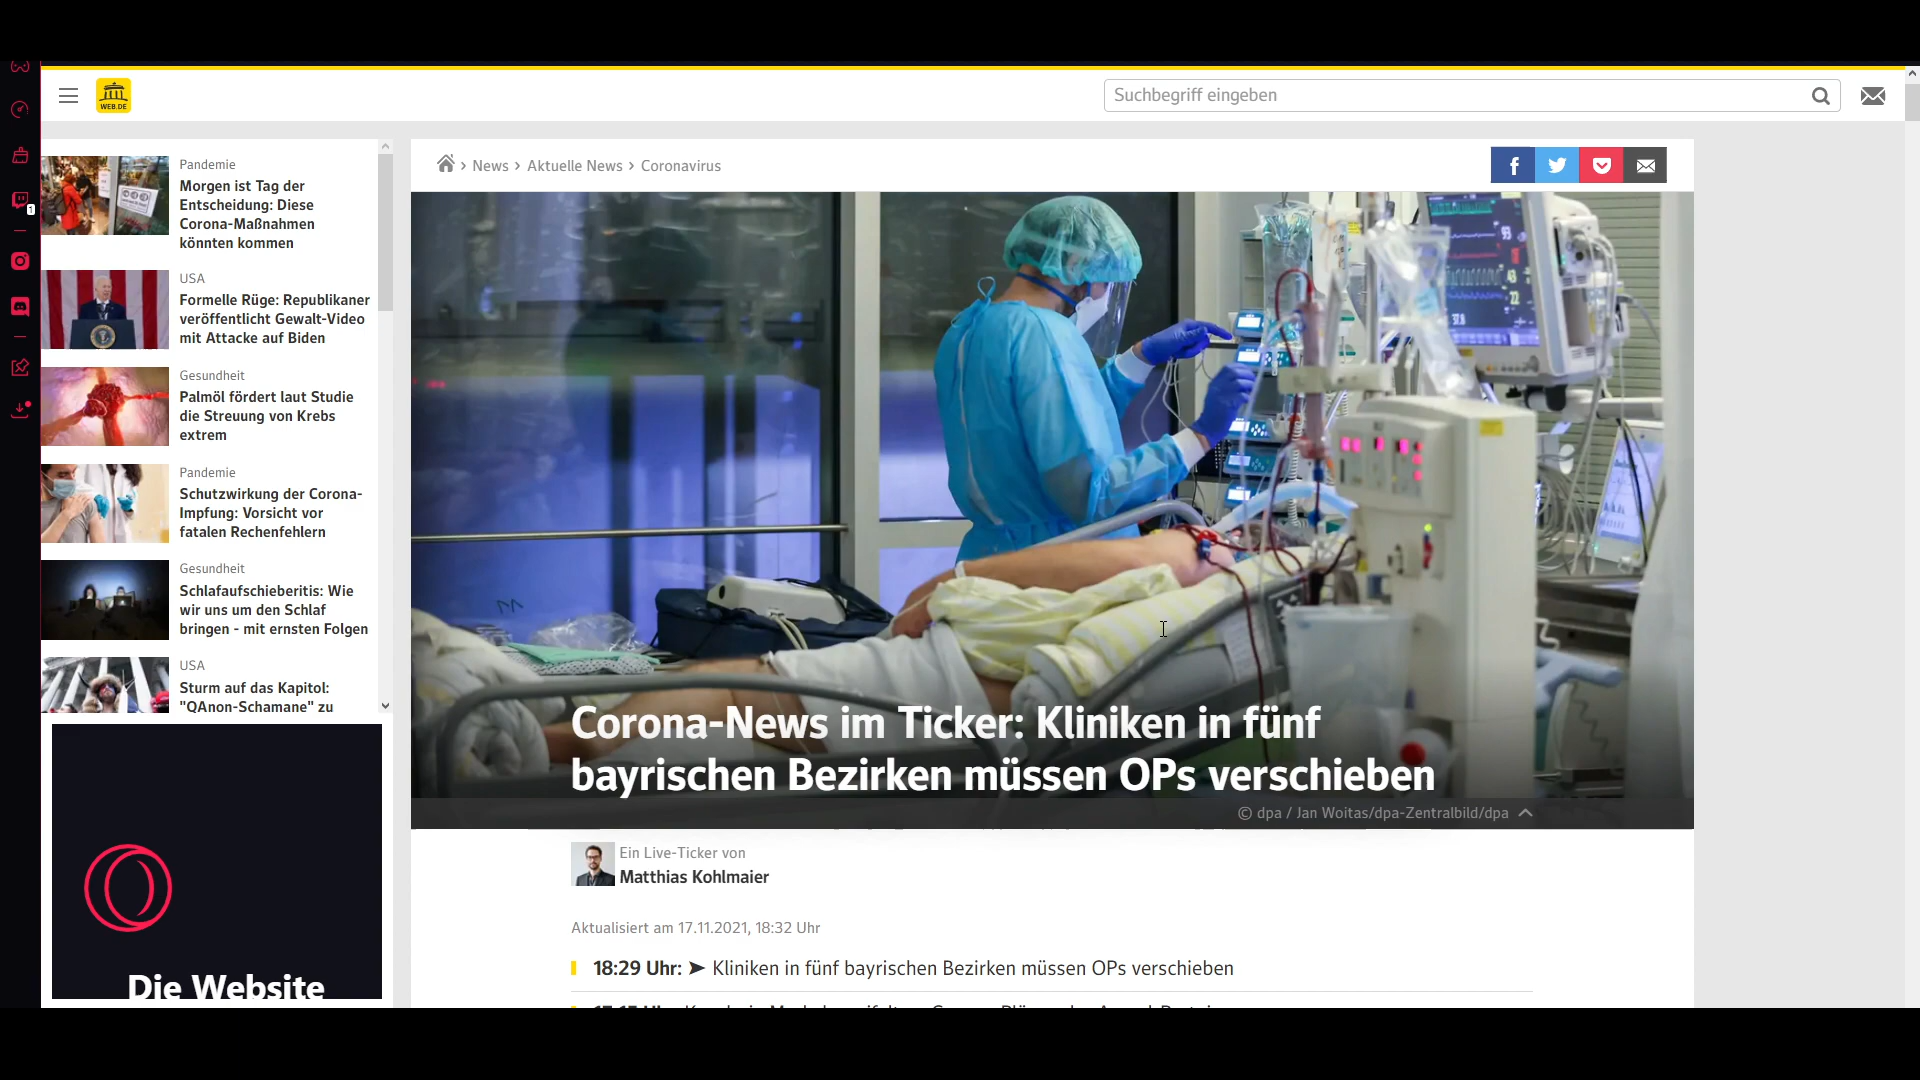 WEB.DE
Suchbegriff eingeben
1
Pandemie
Morgen ist Tag der
Entscheidung: Diese
Corona-Maßnahmen
könnten kommen
USA
Formelle Rüge: Republikaner
veröffentlicht Gewalt-Video
mit Attacke auf Biden
Gesundheit
Palmöl fördert laut Studie
die Streuung von Krebs
extrem
Pandemie
Schutzwirkung der Corona-
Impfung: Vorsicht vor
fatalen Rechenfehlern
Gesundheit
Schlafaufschieberitis: Wie
wir uns um den Schlaf
bringen - mit ernsten Folgen
USA
Sturm auf das Kapitol:
"QAnon-Schamane" zu
Die Website
› News › Aktuelle News › Coronavirus
Corona-News im Ticker: Kliniken in fünf
bayrischen Bezirken müssen OPs verschieben
© dpa / Jan Woitas/dpa-Zentralbild/dpa
Ein Live-Ticker von
Matthias Kohlmaier
Aktualisiert am 17.11.2021, 18:32 Uhr
18:29 Uhr: ➤ Kliniken in fünf bayrischen Bezirken müssen OPs verschieben